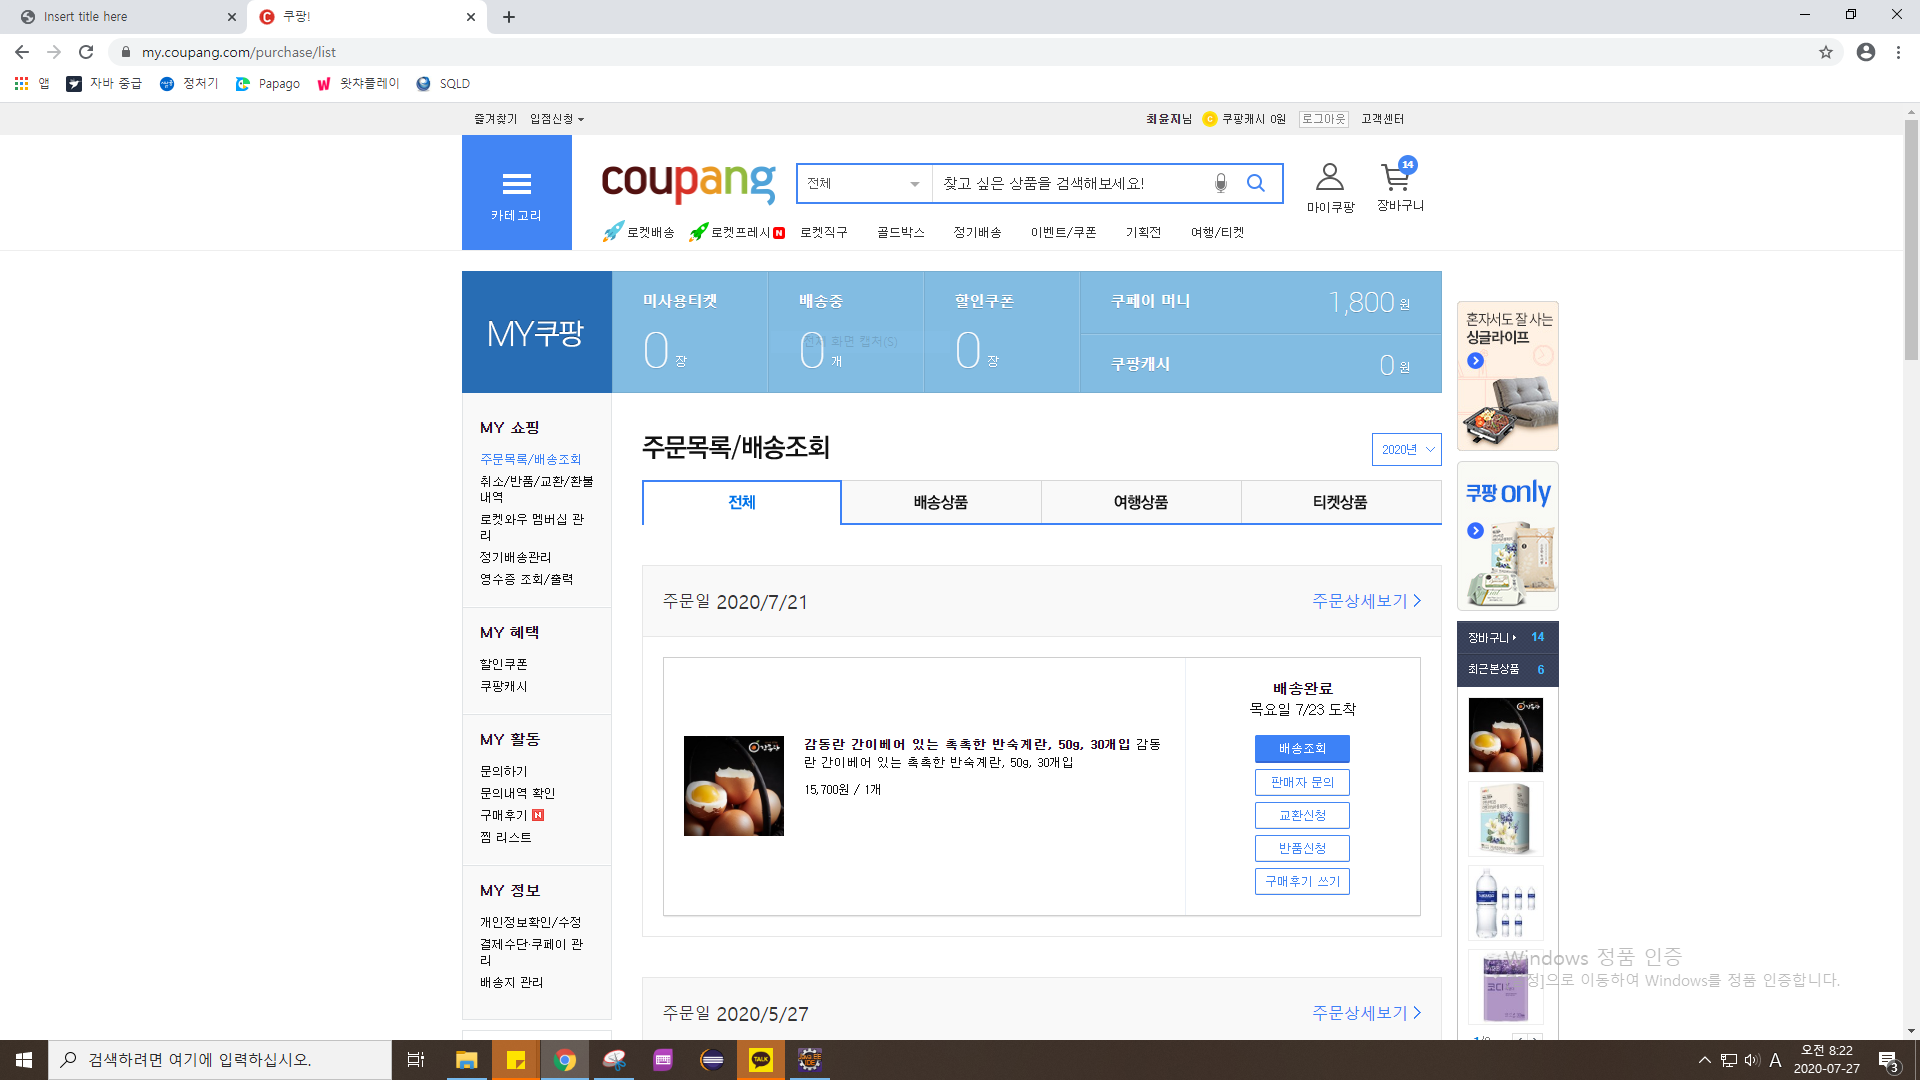 Insert title here
쿠팡!
my.coupang.com/purchase/list
앱 자바 중급 정처기 Papago 왓챠플레이 SQLD
즐겨찾기 입점신청
최윤지님 쿠팡캐시 0원 로그아웃 고객센터
카테고리
coupang
전체
찾고 싶은 상품을 검색해보세요!
마이쿠팡
14
장바구니
로켓배송 로켓프레시 N 로켓직구 골드박스 정기배송 이벤트/쿠폰 기획전 여행/티켓
MY쿠팡
미사용티켓
0 장
배송중
0 개
전체 화면 캡처(S)
할인쿠폰
0 장
쿠페이 머니 1,800 원
쿠팡캐시 0 원
MY 쇼핑
주문목록/배송조회
취소/반품/교환/환불
내역
로켓와우 멤버십 관
리
정기배송관리
영수증 조회/출력
MY 혜택
할인쿠폰
쿠팡캐시
MY 활동
문의하기
문의내역 확인
구매후기 N
찜 리스트
MY 정보
개인정보확인/수정
결제수단·쿠페이 관
리
배송지 관리
주문목록/배송조회
2020년
전체 배송상품 여행상품 티켓상품
주문일 2020/7/21
주문상세보기
감동란 간이베어 있는 촉촉한 반숙계란, 50g, 30개입 감동
란 간이베어 있는 촉촉한 반숙계란, 50g, 30개입
15,700원 / 1개
배송완료
목요일 7/23 도착
배송조회
판매자 문의
교환신청
반품신청
구매후기 쓰기
주문일 2020/5/27
주문상세보기
혼자서도 잘 사는
싱글라이프
쿠팡 only
장바구니 14
최근본상품 6
코디
Windows 정품 인증
정]으로 이동하여 Windows를 정품 인증합니다.
검색하려면 여기에 입력하십시오.
TALK
A
오전 8:22
2020-07-27
3